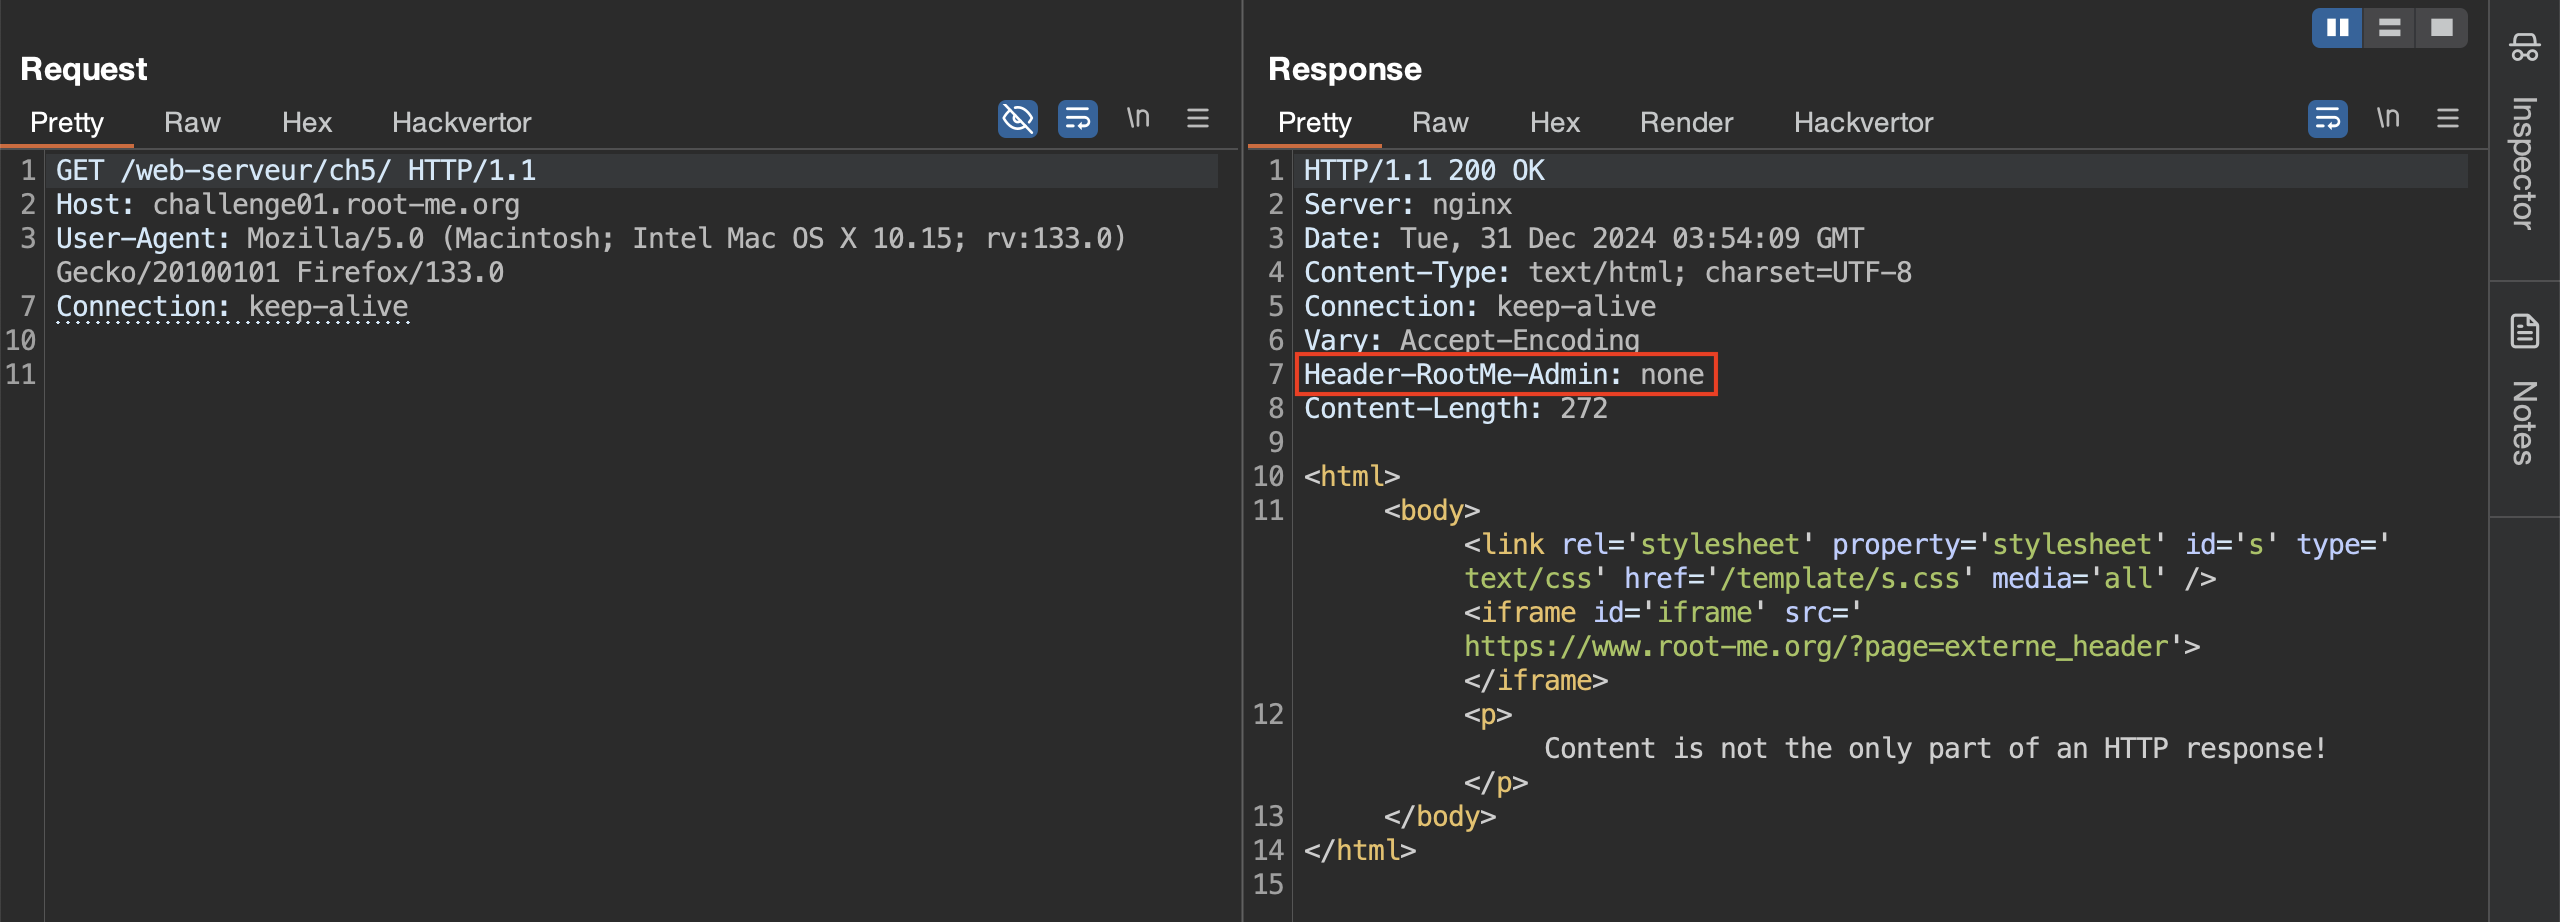 Request
Pretty Raw Hex Hackvertor \n
1 GET /web-serveur/ch5/ HTTP/1.1
2 Host: challenge01.root-me.org
3 User-Agent: Mozilla/5.0 (Macintosh; Intel Mac OS X 10.15; rv:133.0)
Gecko/20100101 Firefox/133.0
7 Connection: keep-alive
10
11
Response
Pretty Raw Hex Render Hackvertor \n
1 HTTP/1.1 200 OK
2 Server: nginx
3 Date: Tue, 31 Dec 2024 03:54:09 GMT
4 Content-Type: text/html; charset=UTF-8
5 Connection: keep-alive
6 Vary: Accept-Encoding
7 Header-RootMe-Admin: none
8 Content-Length: 272
9
10 <html>
11 <body>
<link rel='stylesheet' property='stylesheet' id='s' type='
text/css' href='/template/s.css' media='all' />
<iframe id='iframe' src='
https://www.root-me.org/?page=externe_header'>
</iframe>
12 <p>
Content is not the only part of an HTTP response!
</p>
13 </body>
14 </html>
15
Inspector
Notes